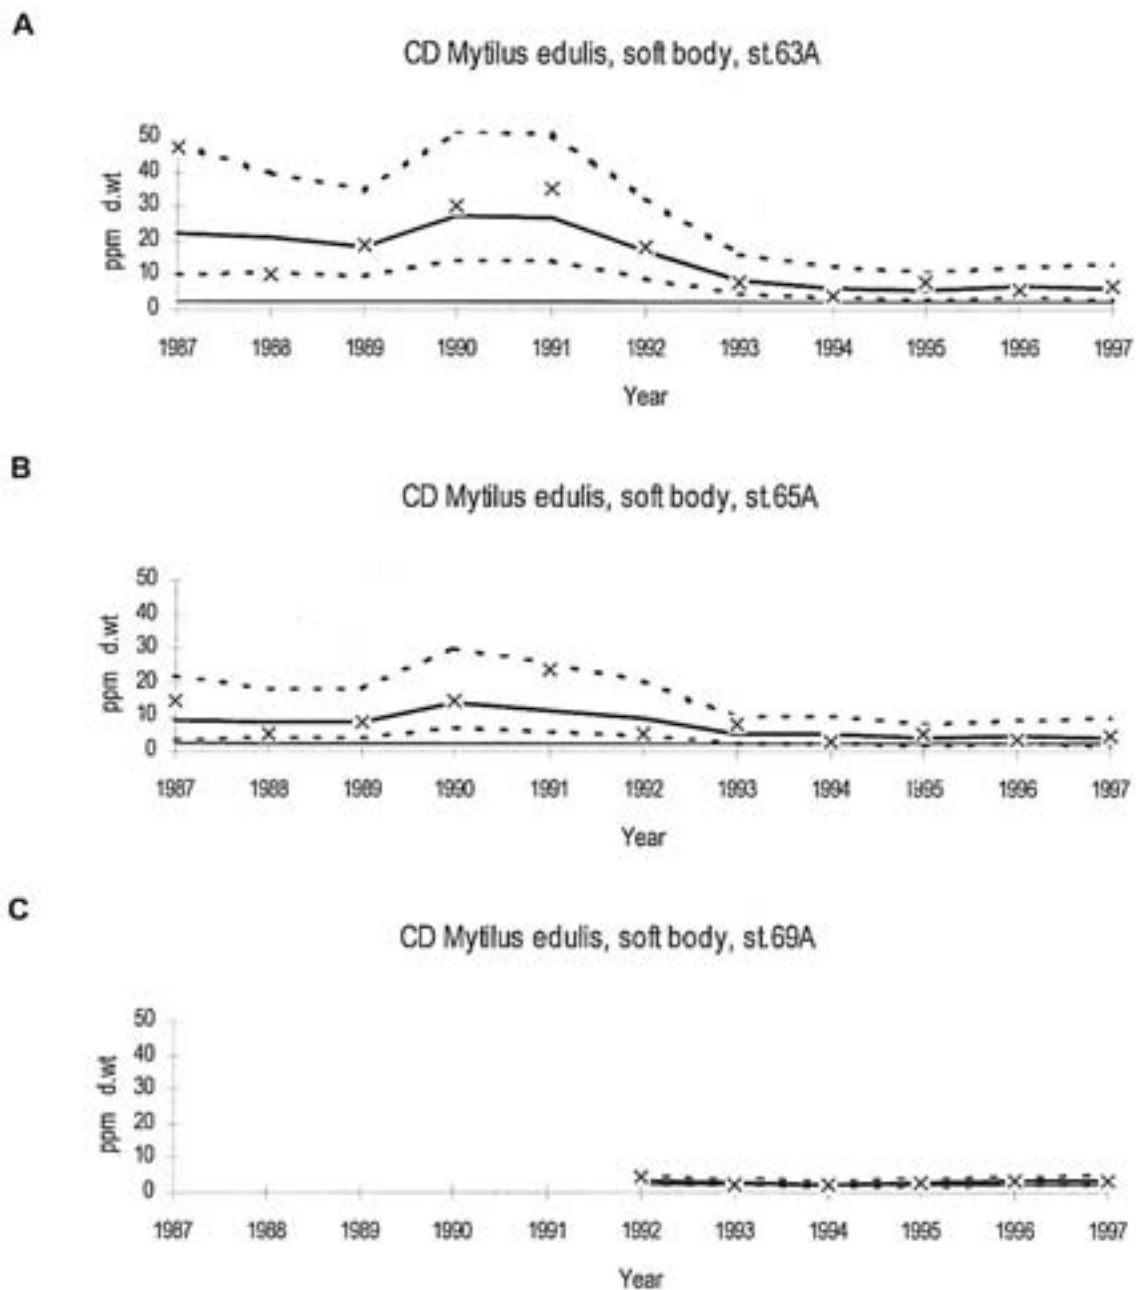 A
CD Mytilus edulis, soft body, st.63A
ppm d.wt
50
40
30
20
10
0
1987 1988 1989 1990 1991 1992 1993 1994 1995 1996 1997
Year
B
CD Mytilus edulis, soft body, st.65A
ppm d.wt
50
40
30
20
10
0
1987 1988 1989 1990 1991 1992 1993 1994 1995 1996 1997
Year
C
CD Mytilus edulis, soft body, st.69A
ppm d.wt
50
40
30
20
10
0
1987 1988 1989 1990 1991 1992 1993 1994 1995 1996 1997
Year